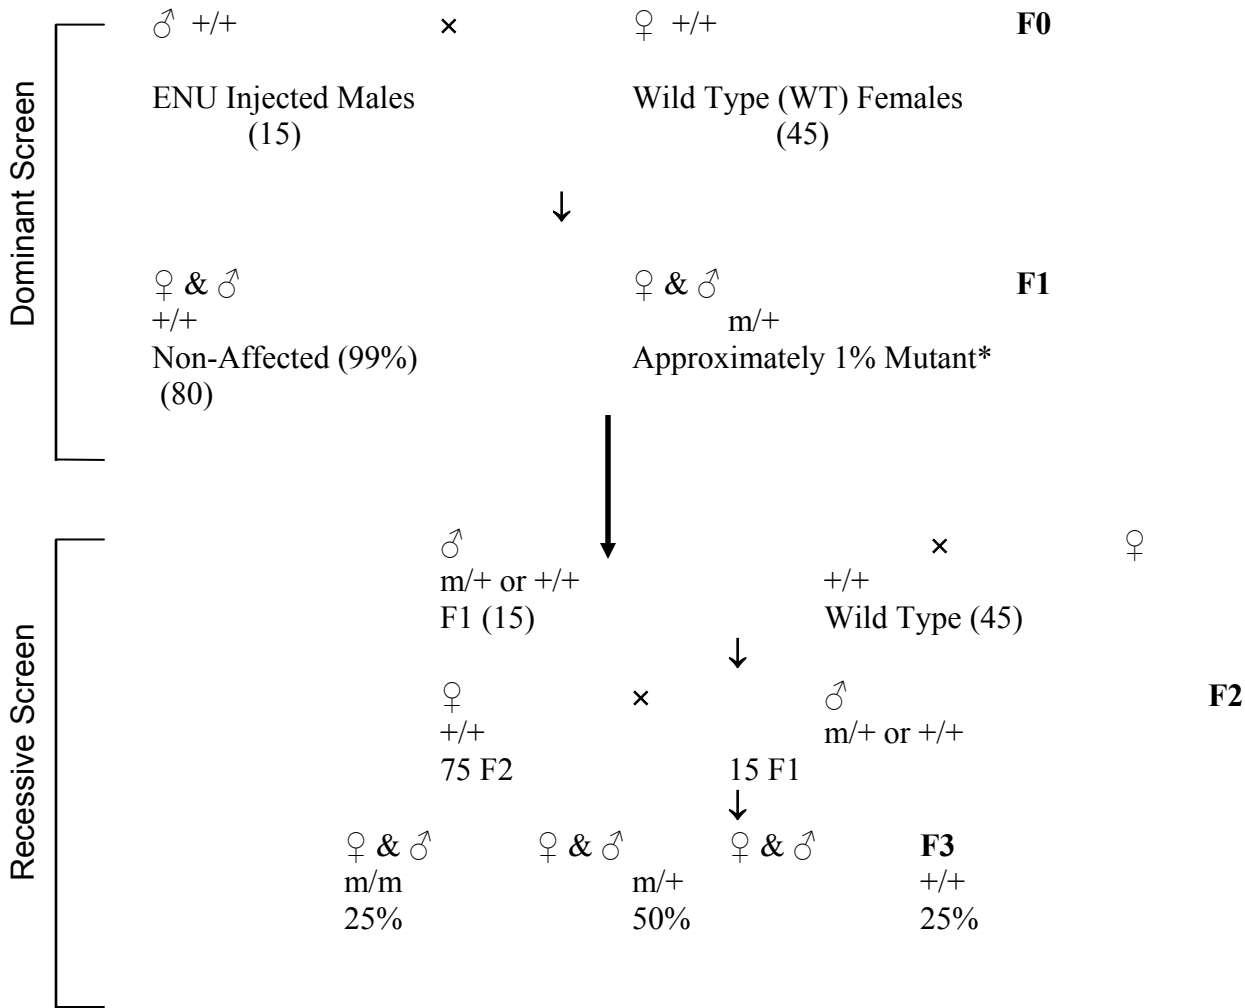 Dominant Screen
♂ +/+ × ♀ +/+ F0
ENU Injected Males Wild Type (WT) Females
(15) (45)
↓
♀ & ♂ ♀ & ♂ F1
+/+ m/+
Non-Affected (99%) Approximately 1% Mutant*
(80)
Recessive Screen
♂ × ♀
m/+ or +/+ +/+
F1 (15) Wild Type (45)
↓
♀ × ♂ F2
+/+ m/+ or +/+
75 F2 15 F1
↓
♀ & ♂ ♀ & ♂ ♀ & ♂ F3
m/m m/+ +/+
25% 50% 25%